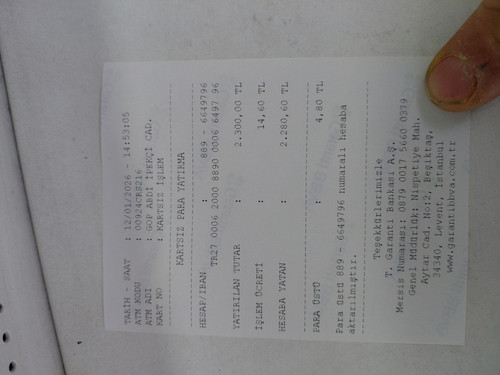 TARİH - SAAT : 12/01/2026 - 14:53:05
ATM KODU : 00924CRS216
ATM ADI : GOP ABDİ İPEKÇİ CAD.
KART NO : KARTSIZ İŞLEM
KARTSIZ PARA YATIRMA
HESAP/IBAN : 889 - 6649796
TR27 0006 2000 8890 0006 6497 96
YATIRILAN TUTAR : 2.300,00 TL
İŞLEM ÜCRETİ : 14,60 TL
HESABA YATAN : 2.280,60 TL
PARA ÜSTÜ : 4,80 TL
Para üstü 889 - 6649796 numaralı hesaba
aktarılmıştır.
Teşekkürlerimizle
T. Garanti Bankası A.Ş.
Mersis Numarası: 0879 0017 5660 0379
Genel Müdürlük: Nispetiye Mah.
Aytar Cad. No:2, Beşiktaş,
34340, Levent, İstanbul
www.garantibbva.com.tr